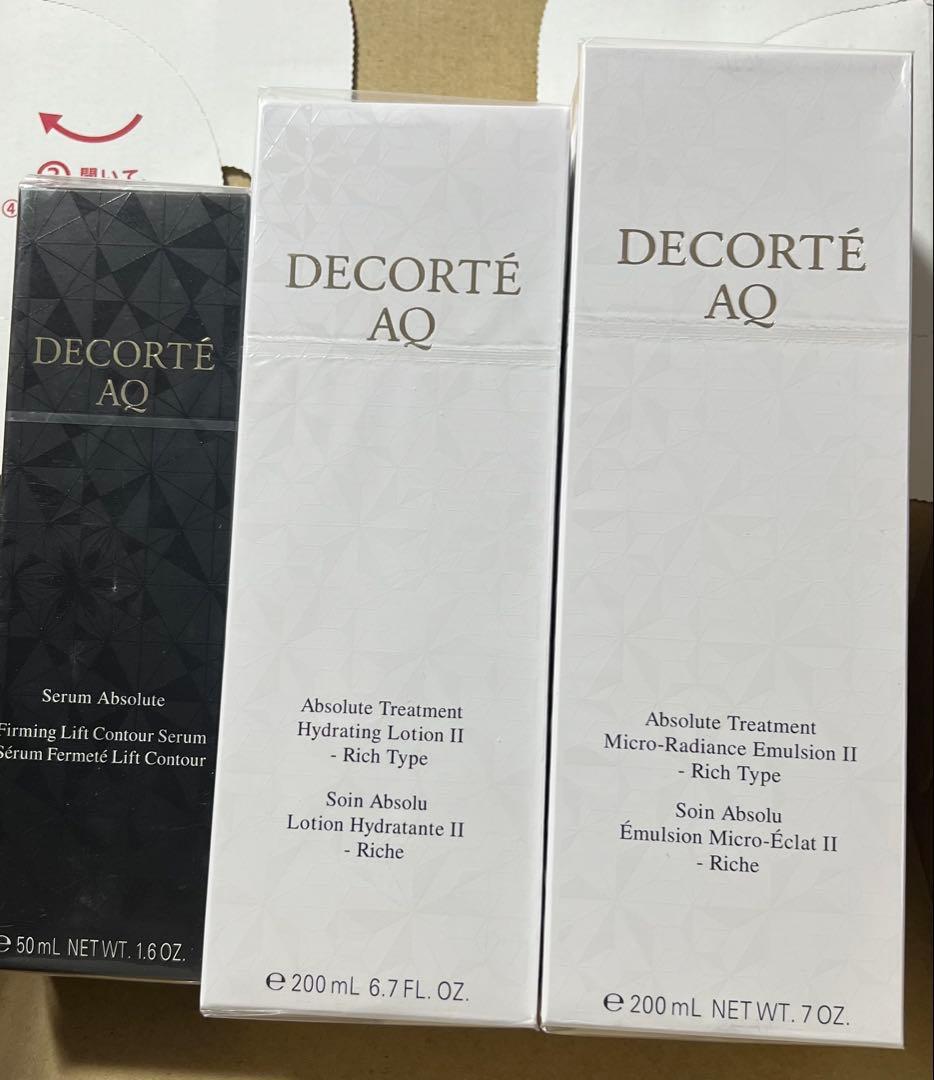 ② 開いて
④
DECORTÉ
AQ
Serum Absolute
Firming Lift Contour Serum
Sérum Fermeté Lift Contour
℮ 50 mL NET WT. 1.6 OZ.
DECORTÉ
AQ
Absolute Treatment
Hydrating Lotion II
- Rich Type
Soin Absolu
Lotion Hydratante II
- Riche
℮ 200 mL 6.7 FL. OZ.
DECORTÉ
AQ
Absolute Treatment
Micro-Radiance Emulsion II
- Rich Type
Soin Absolu
Émulsion Micro-Éclat II
- Riche
℮ 200 mL NET WT. 7 OZ.